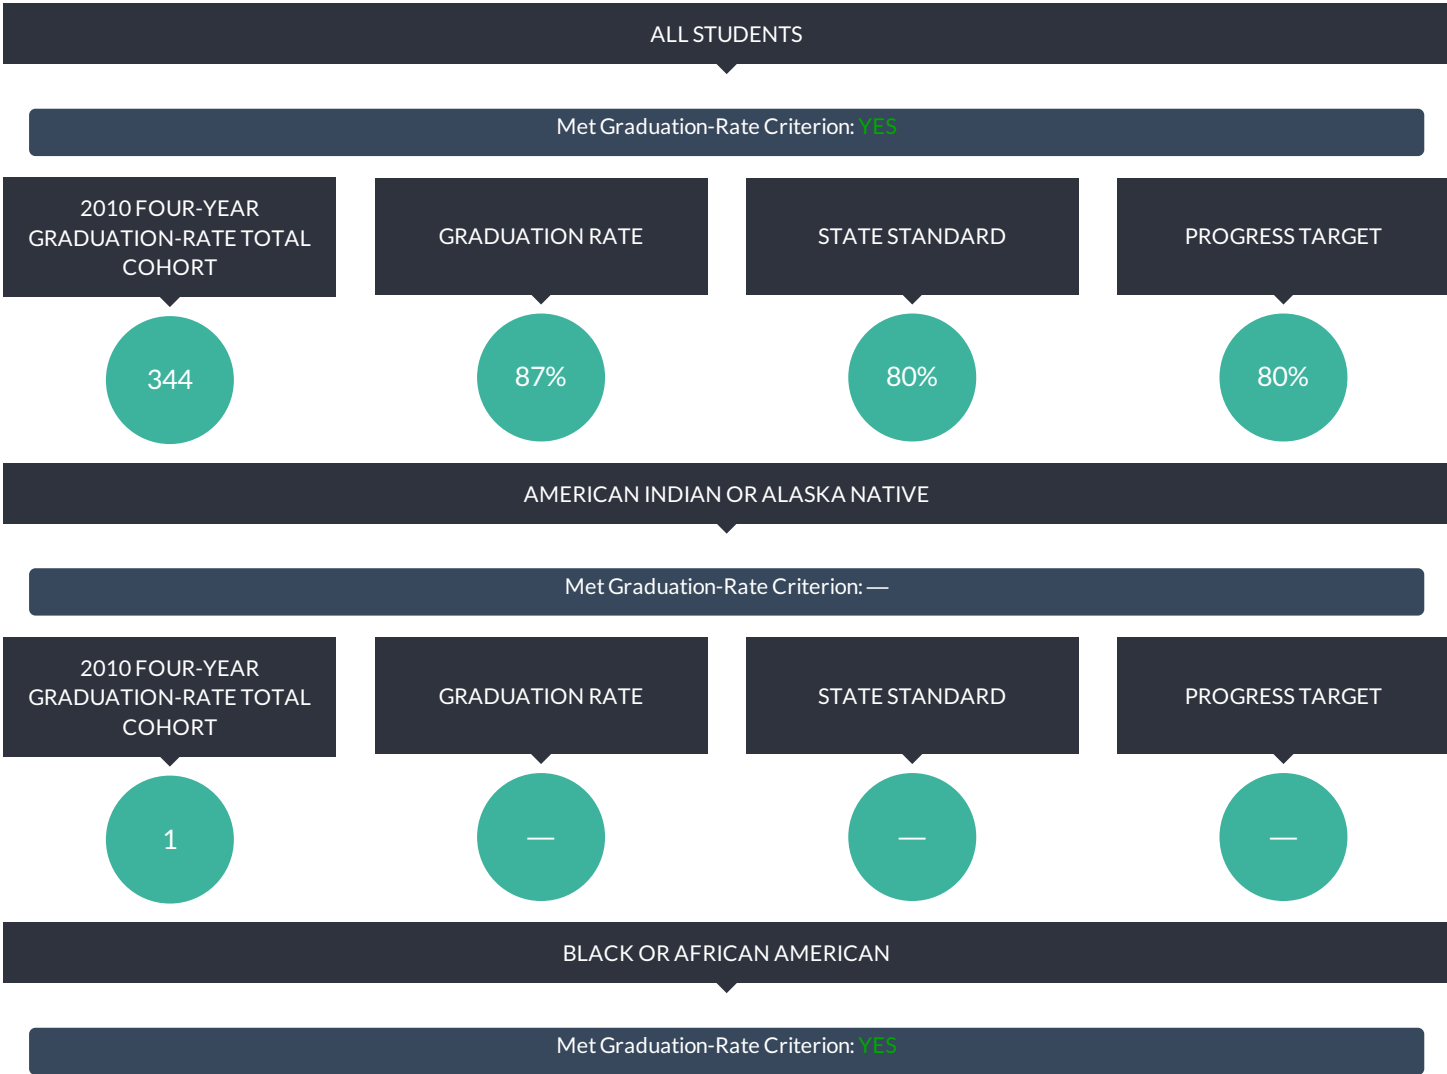 ALL STUDENTS
Met Graduation-Rate Criterion: YES
2010 FOUR-YEAR
GRADUATION-RATE TOTAL
COHORT
GRADUATION RATE
STATE STANDARD
PROGRESS TARGET
344
87%
80%
80%
AMERICAN INDIAN OR ALASKA NATIVE
Met Graduation-Rate Criterion: —
2010 FOUR-YEAR
GRADUATION-RATE TOTAL
COHORT
GRADUATION RATE
STATE STANDARD
PROGRESS TARGET
1
—
—
—
BLACK OR AFRICAN AMERICAN
Met Graduation-Rate Criterion: YES